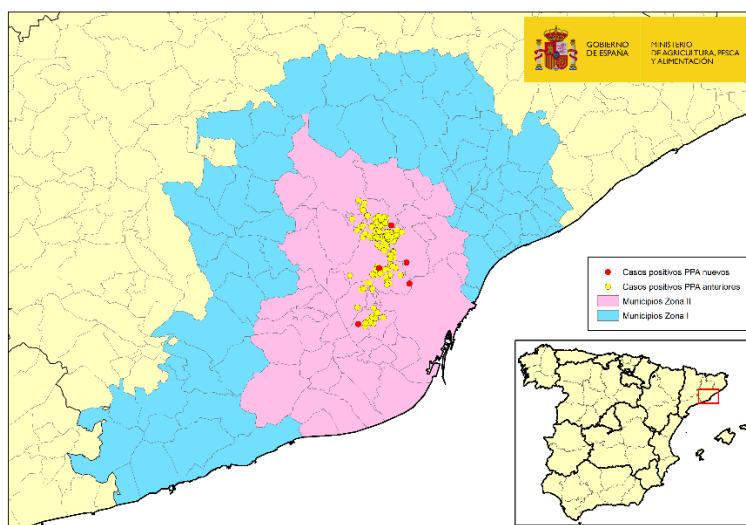 GOBIERNO
DE ESPAÑA
MINISTERIO
DE AGRICULTURA, PESCA
Y ALIMENTACIÓN
Casos positivos PPA nuevos
Casos positivos PPA anteriores
Municipios Zona II
Municipios Zona I